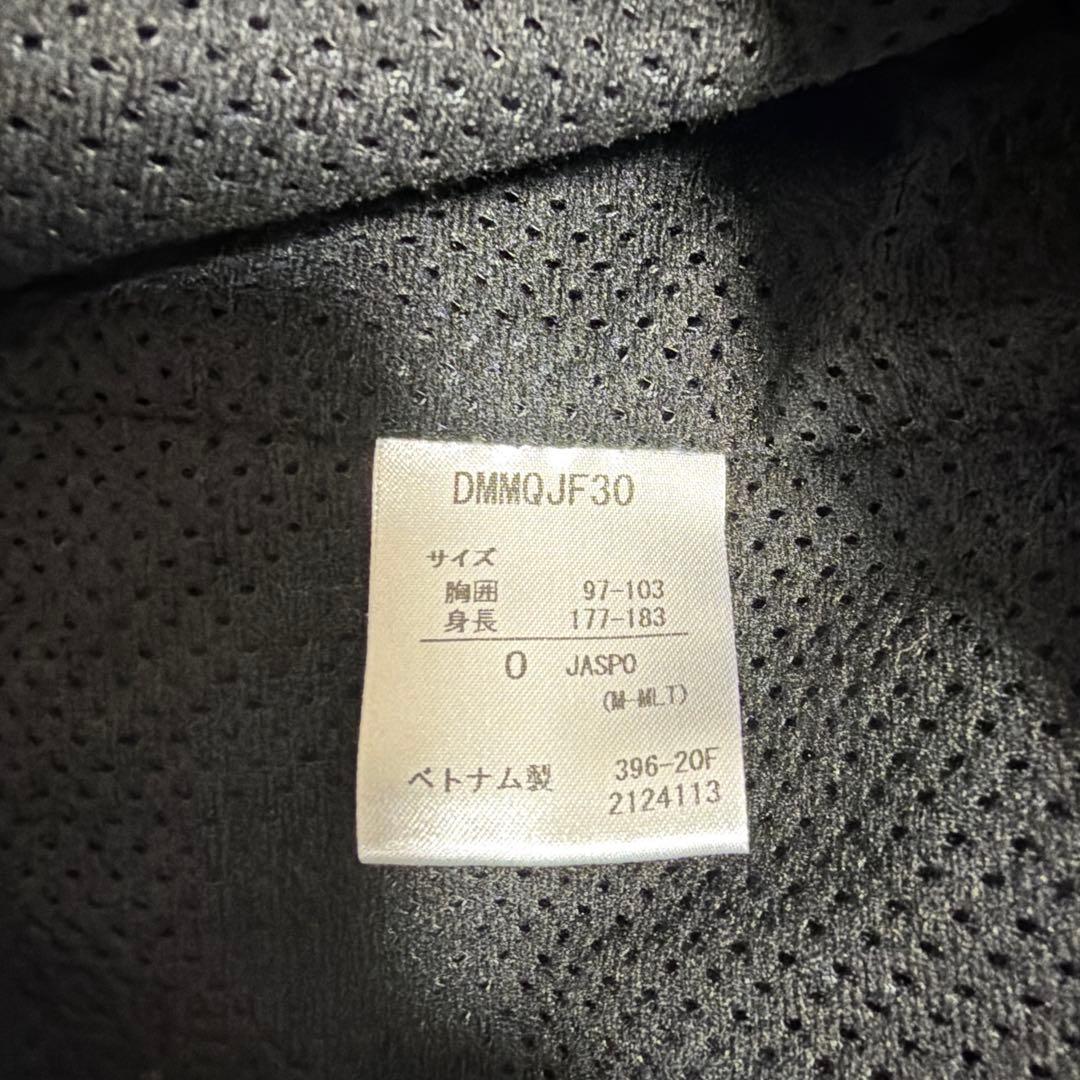 DMMQJF30
サイズ
胸囲 97-103
身長 177-183
O JASPO
(M-MLT)
ベトナム製 396-20F
2124113